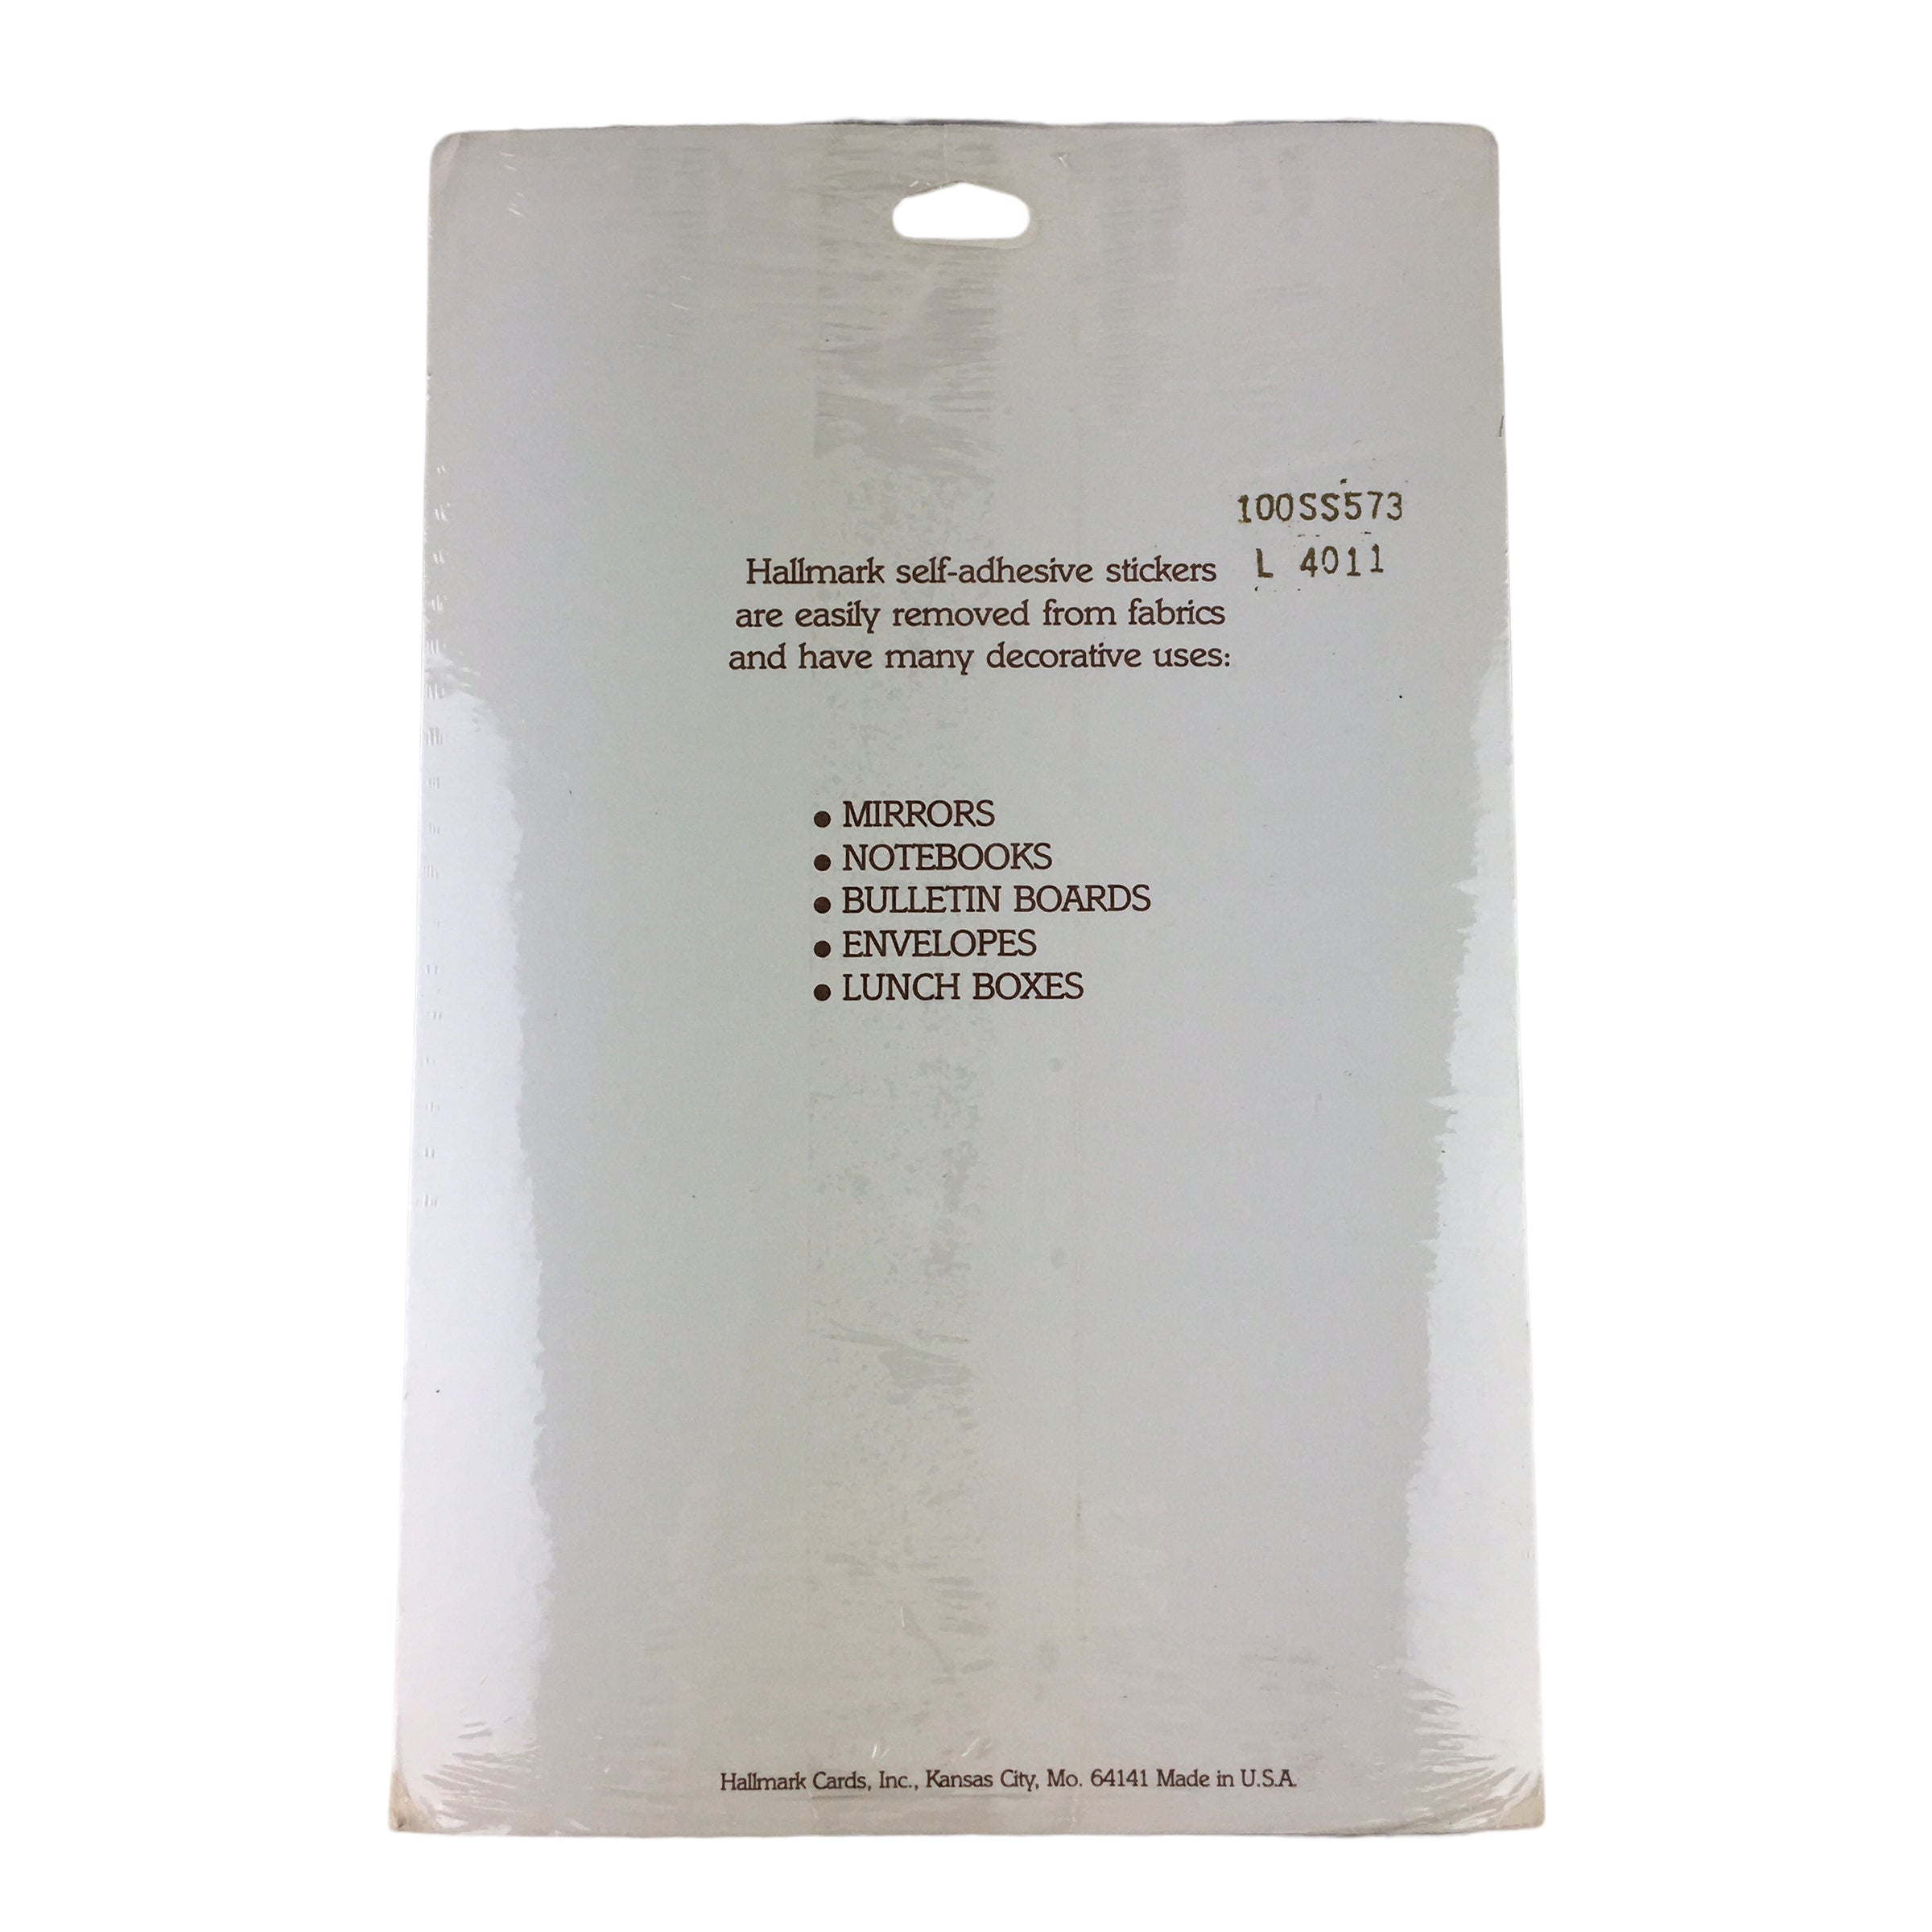 100SS573
L 4011
Hallmark self-adhesive stickers
are easily removed from fabrics
and have many decorative uses:
● MIRRORS
● NOTEBOOKS
● BULLETIN BOARDS
● ENVELOPES
● LUNCH BOXES
Hallmark Cards, Inc., Kansas City, Mo. 64141 Made in U.S.A.